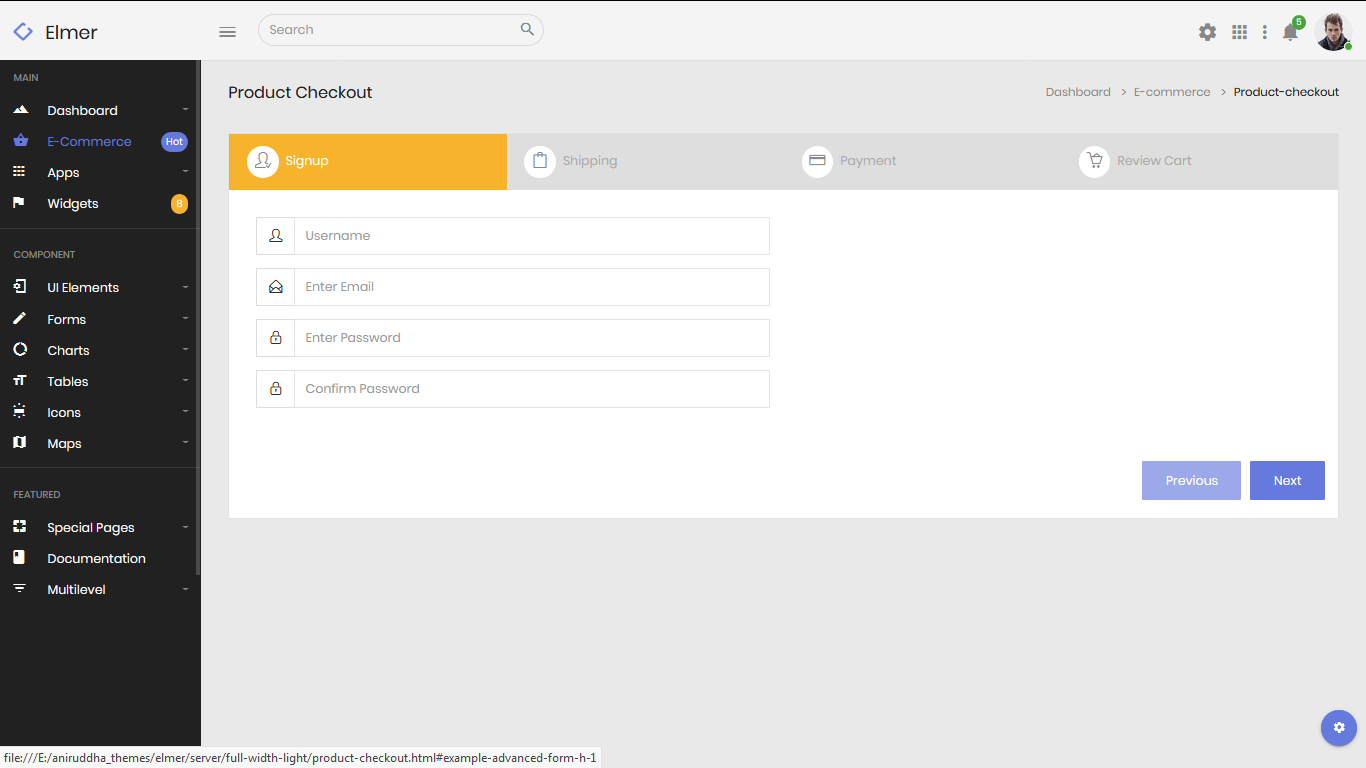 Elmer
Search
5
MAIN
Dashboard
E-Commerce Hot
Apps
Widgets 8
COMPONENT
UI Elements
Forms
Charts
Tables
Icons
Maps
FEATURED
Special Pages
Documentation
Multilevel
Product Checkout
Dashboard > E-commerce > Product-checkout
Signup Shipping Payment Review Cart
Username
Enter Email
Enter Password
Confirm Password
Previous Next
file:///E:/aniruddha_themes/elmer/server/full-width-light/product-checkout.html#example-advanced-form-h-1